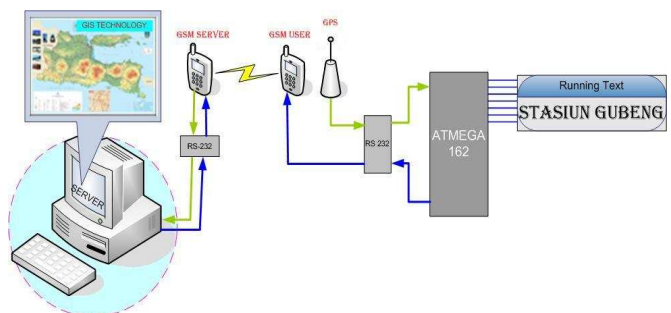 GIS TECHNOLOGY
GSM SERVER
GSM USER
GPS
RS-232
RS 232
ATMEGA
162
Running Text
STASIUN GUBENG
SERVER